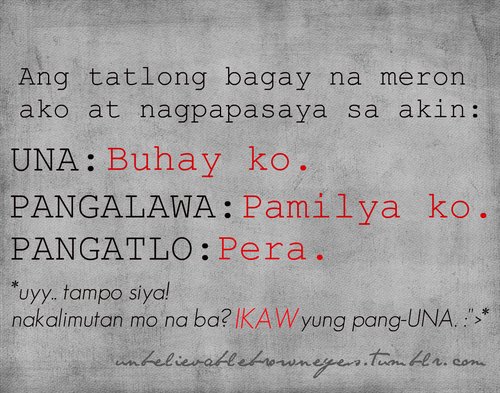 Ang tatlong bagay na meron
ako at nagpapasaya sa akin:
UNA: Buhay ko.
PANGALAWA: Pamilya ko.
PANGATLO: Pera.
*uyy.. tampo siya!
nakalimutan mo na ba? IKAW yung pang-UNA. :">*
unbelievablebrowneyes.tumblr.com